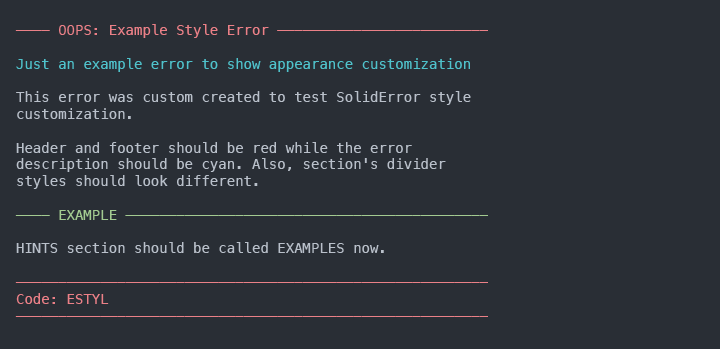 ──── OOPS: Example Style Error ─────────────────────────
Just an example error to show appearance customization
This error was custom created to test SolidError style
customization.
Header and footer should be red while the error
description should be cyan. Also, section's divider
styles should look different.
──── EXAMPLE ───────────────────────────────────────────
HINTS section should be called EXAMPLES now.
────────────────────────────────────────────────────────
Code: ESTYL
────────────────────────────────────────────────────────